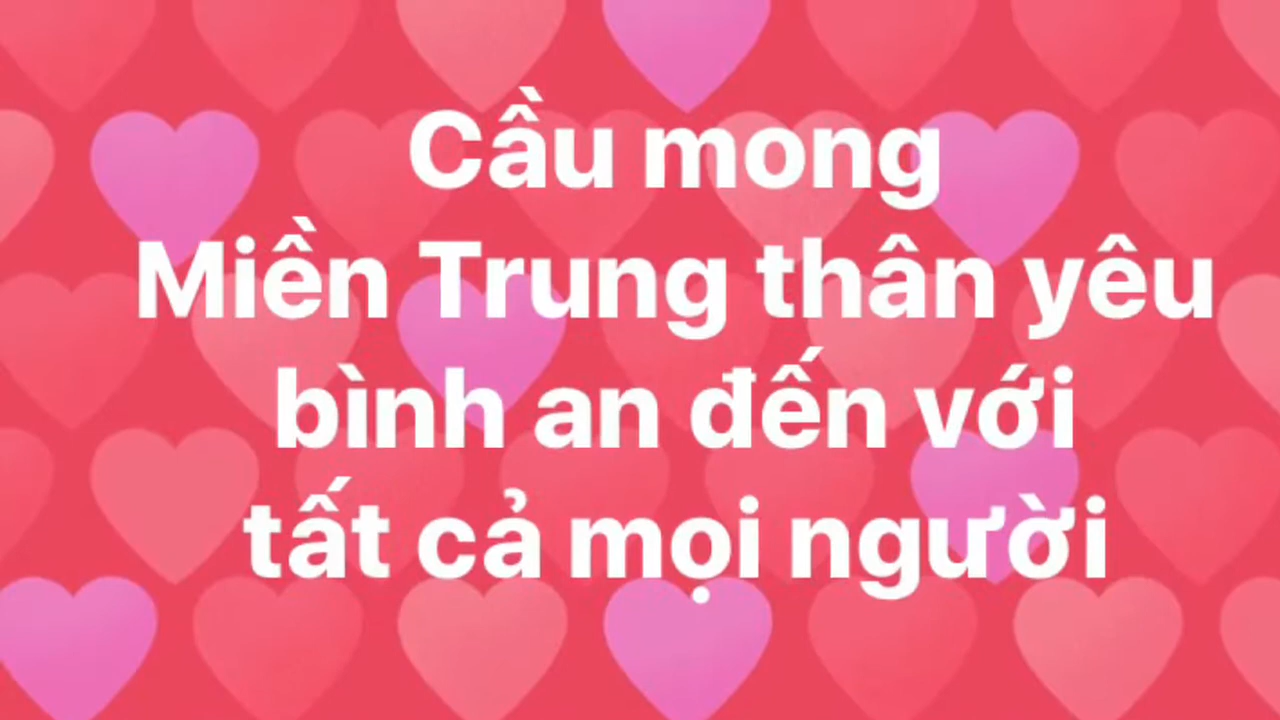 Cầu mong
Miền Trung thân yêu
bình an đến với
tất cả mọi người